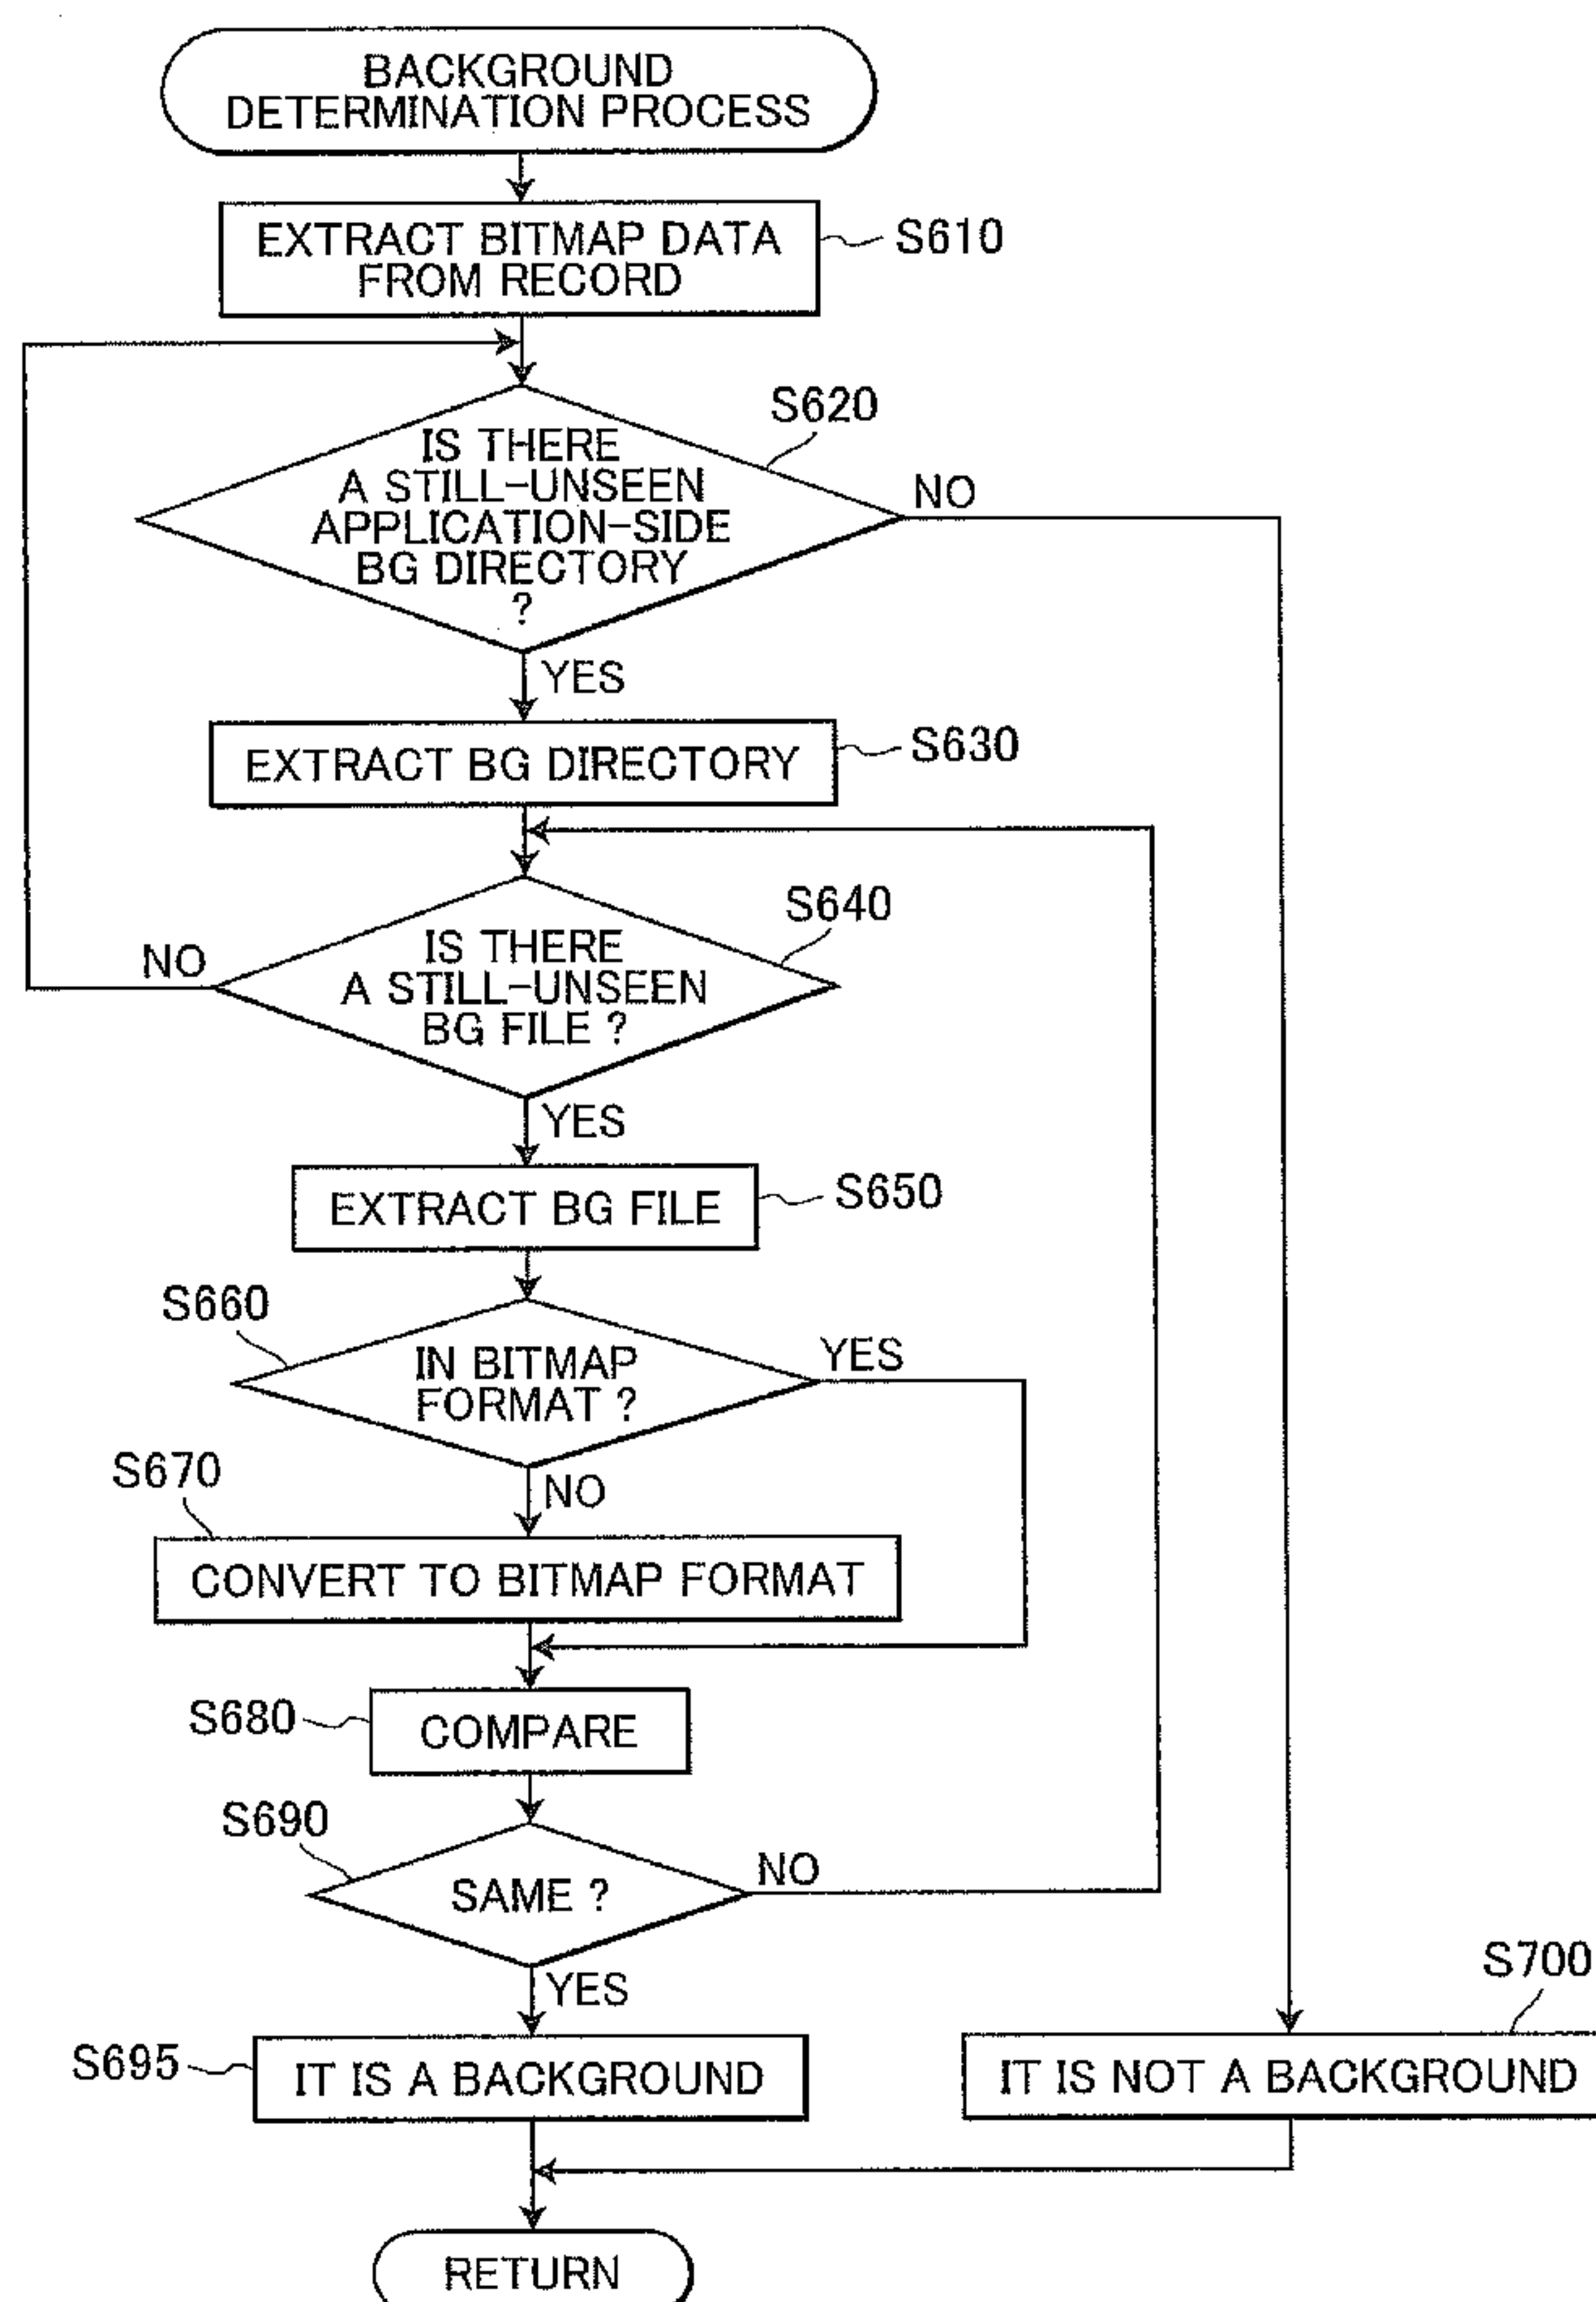 BACKGROUND
DETERMINATION PROCESS
EXTRACT BITMAP DATA
FROM RECORD
S610
S620
IS THERE
A STILL-UNSEEN
APPLICATION-SIDE
BG DIRECTORY
?
NO
YES
EXTRACT BG DIRECTORY
S630
S640
IS THERE
A STILL-UNSEEN
BG FILE ?
NO
YES
EXTRACT BG FILE
S650
S660
IN BITMAP
FORMAT ?
YES
NO
S670
CONVERT TO BITMAP FORMAT
S680
COMPARE
S690
SAME ?
NO
YES
S695
IT IS A BACKGROUND
S700
IT IS NOT A BACKGROUND
RETURN